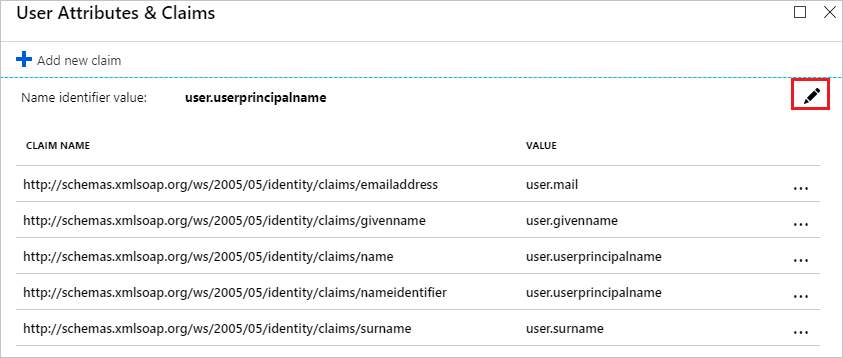 User Attributes & Claims
Add new claim
Name identifier value: user.userprincipalname
CLAIM NAME VALUE
http://schemas.xmlsoap.org/ws/2005/05/identity/claims/emailaddress user.mail ...
http://schemas.xmlsoap.org/ws/2005/05/identity/claims/givenname user.givenname ...
http://schemas.xmlsoap.org/ws/2005/05/identity/claims/name user.userprincipalname ...
http://schemas.xmlsoap.org/ws/2005/05/identity/claims/nameidentifier user.userprincipalname ...
http://schemas.xmlsoap.org/ws/2005/05/identity/claims/surname user.surname ...